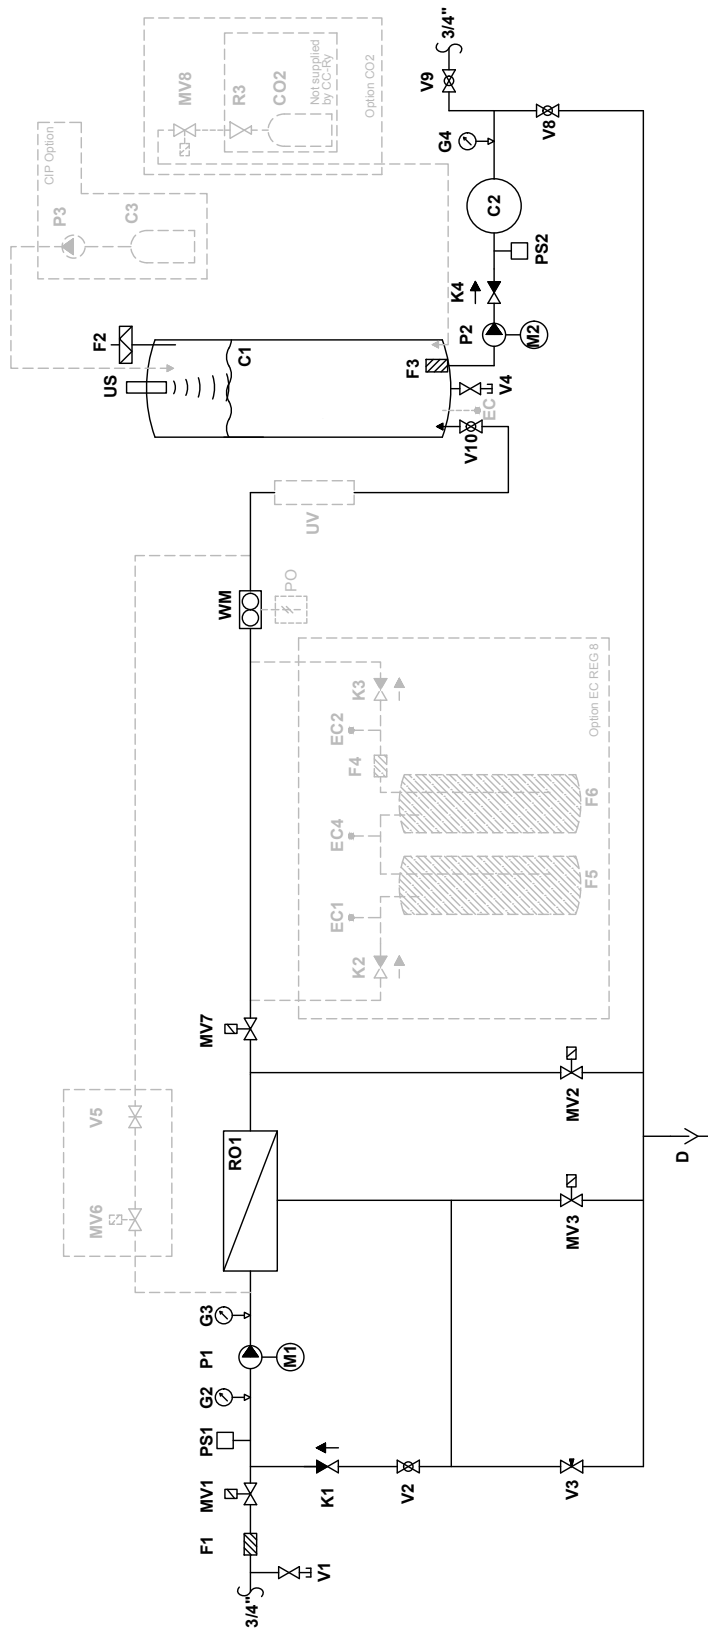 3/4"
V1
F1
MV1
PS1
G2
P1
M1
G3
K1
V2
V3
RO1
MV3
MV2
D
MV6
V5
MV7
K2
EC1
F5
EC4
F6
F4
EC2
K3
Option EC REG 8
WM
PO
UV
V10
EC
V4
F3
US
F2
C1
P2
M2
K4
PS2
C2
G4
V8
V9
3/4"
CIP Option
P3
C3
MV8
R3
CO2
Not supplied
by CC-Ry
Option CO2